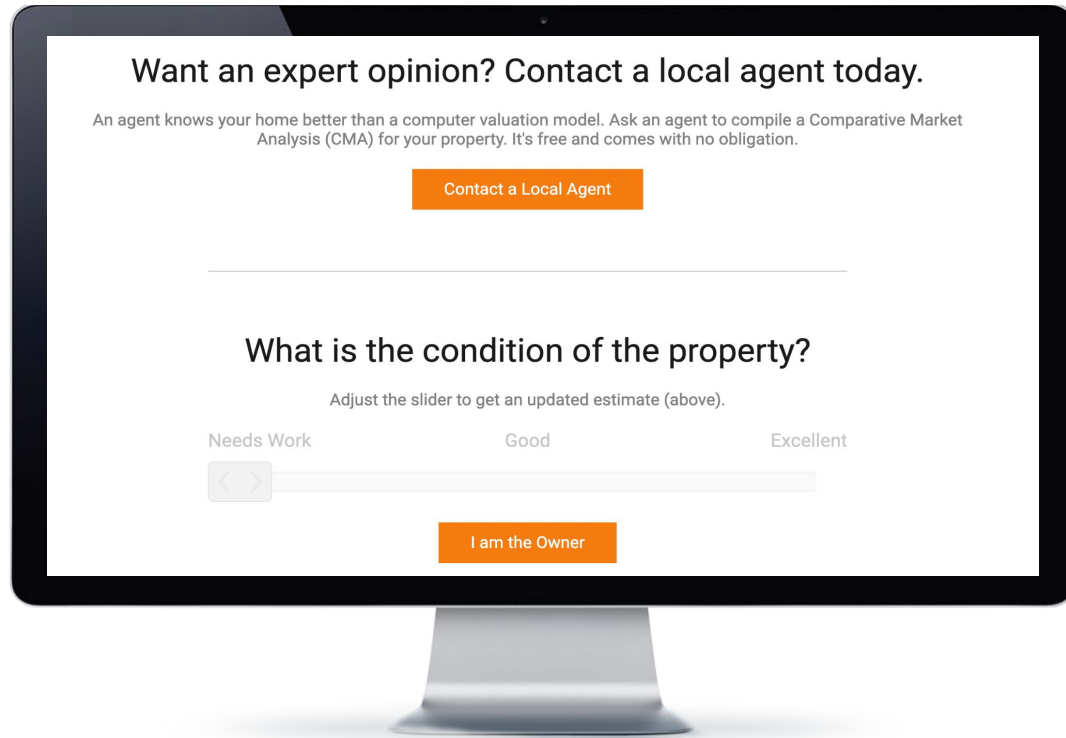 Want an expert opinion? Contact a local agent today.
An agent knows your home better than a computer valuation model. Ask an agent to compile a Comparative Market
Analysis (CMA) for your property. It's free and comes with no obligation.
Contact a Local Agent
What is the condition of the property?
Adjust the slider to get an updated estimate (above).
Needs Work Good Excellent
I am the Owner